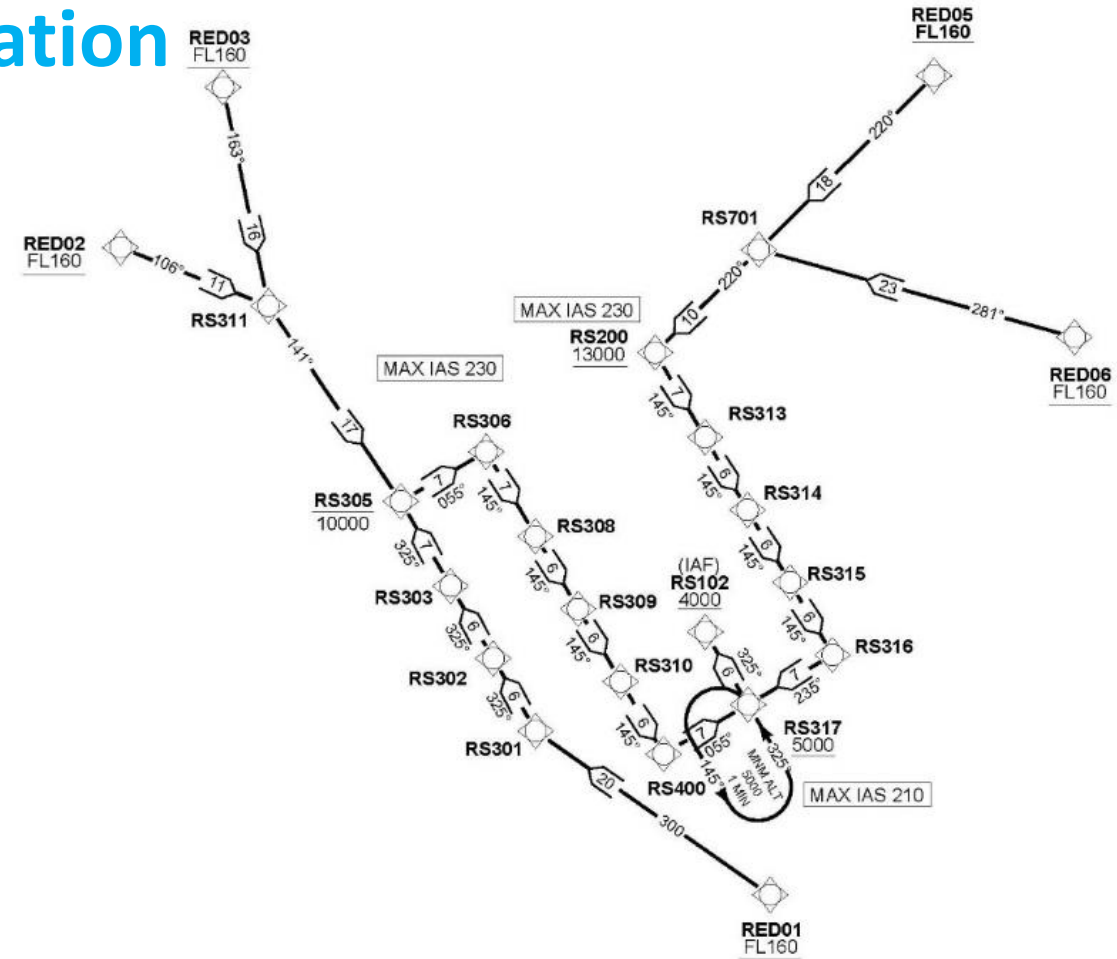 ation
RED03
FL160
163°
16
RED02
FL160
106°
11
RS311
141°
17
MAX IAS 230
RS306
RS305
10000
7
055°
7
145°
RS308
6
145°
RS309
6
145°
RS310
6
145°
RS400
7
055°
7
325°
RS303
6
325°
RS302
6
325°
RS301
20
300
RED01
FL160
RED05
FL160
220°
18
RS701
23
281°
RED06
FL160
220°
10
MAX IAS 230
RS200
13000
7
145°
RS313
6
145°
RS314
6
145°
RS315
6
145°
RS316
7
235°
RS317
5000
(IAF)
RS102
4000
325°
6
145°
325°
MNM ALT
5000
1 MIN
MAX IAS 210